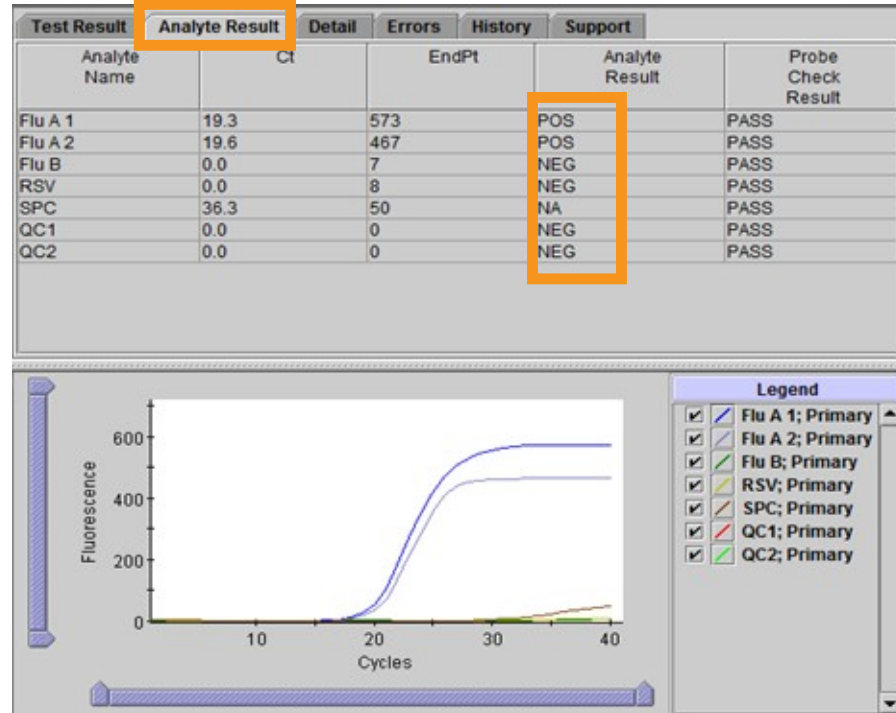 Test Result Analyte Result Detail Errors History Support
Analyte Name Ct EndPt Analyte Result Probe Check Result
Flu A 1 19.3 573 POS PASS
Flu A 2 19.6 467 POS PASS
Flu B 0.0 7 NEG PASS
RSV 0.0 8 NEG PASS
SPC 36.3 50 NA PASS
QC1 0.0 0 NEG PASS
QC2 0.0 0 NEG PASS
Legend
Flu A 1; Primary
Flu A 2; Primary
Flu B; Primary
RSV; Primary
SPC; Primary
QC1; Primary
QC2; Primary
Fluorescence
600
400
200
0
10 20 30 40
Cycles